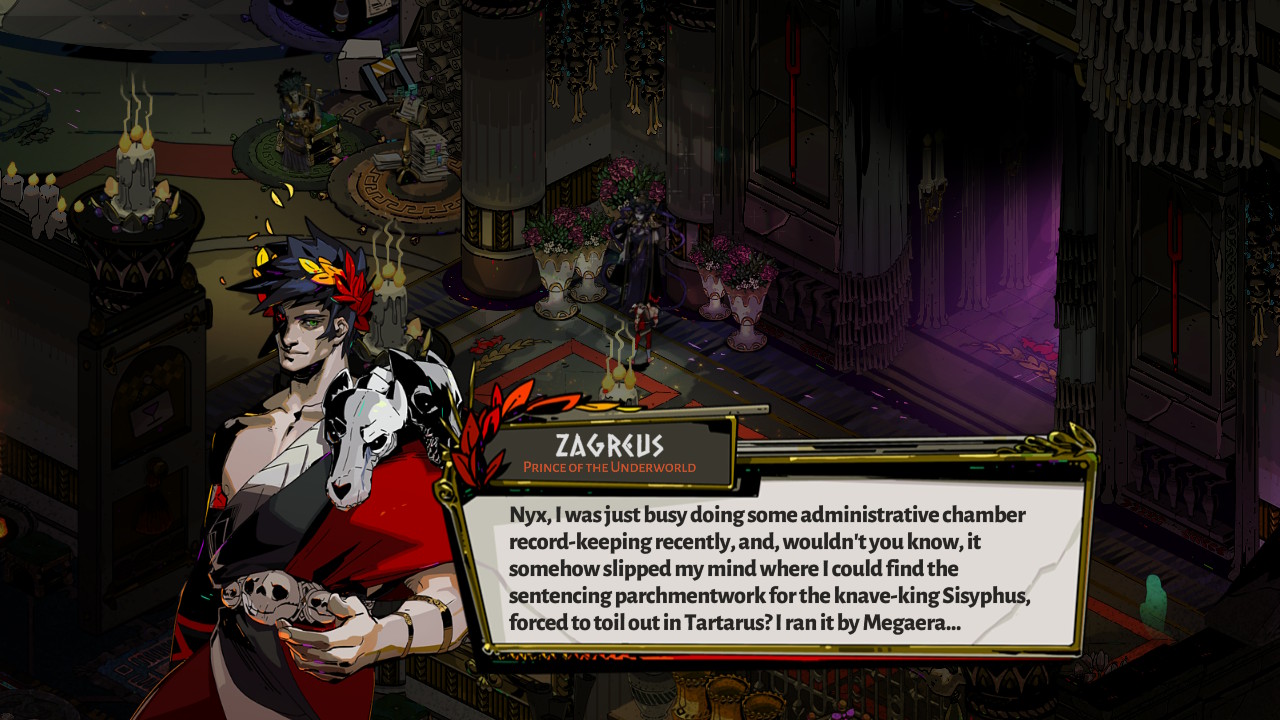 ZAGREUS
PRINCE OF THE UNDERWORLD
Nyx, I was just busy doing some administrative chamber
record-keeping recently, and, wouldn't you know, it
somehow slipped my mind where I could find the
sentencing parchmentwork for the knave-king Sisyphus,
forced to toil out in Tartarus? I ran it by Megaera...